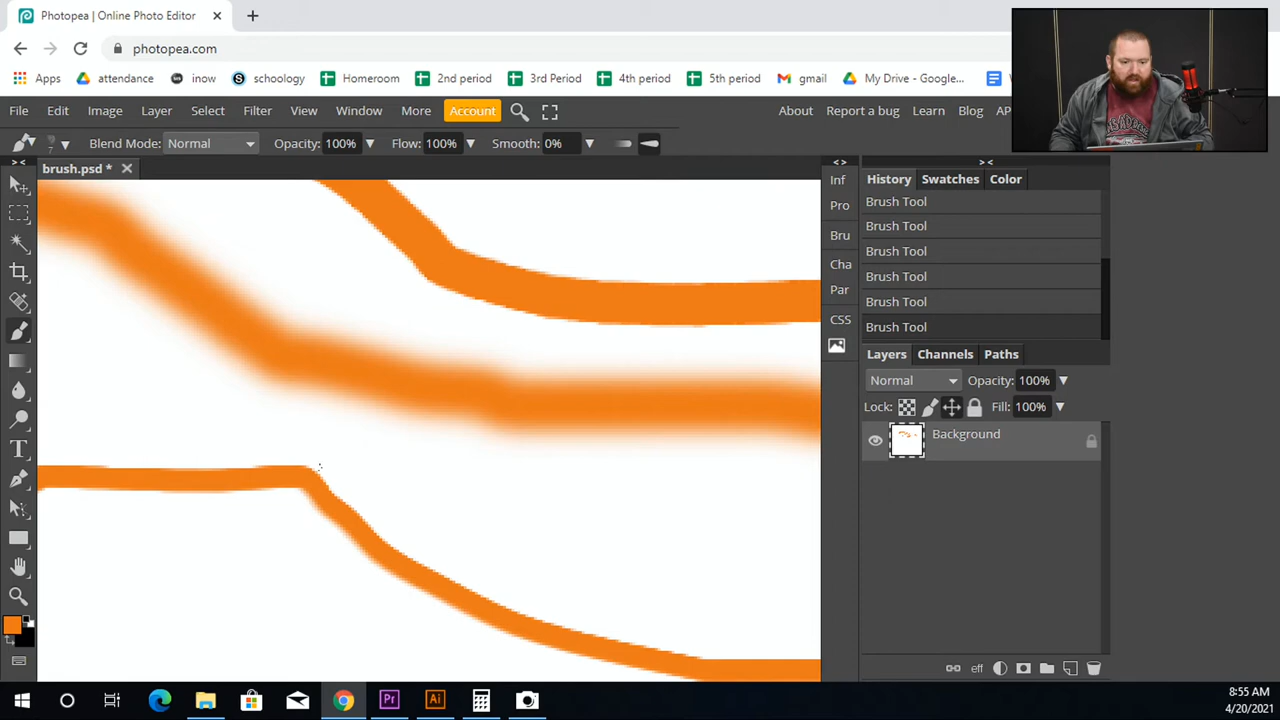 Photopea | Online Photo Editor
photopea.com
Apps attendance inow schoology Homeroom 2nd period 3rd Period 4th period 5th period gmail My Drive - Google...
File Edit Image Layer Select Filter View Window More Account About Report a bug Learn Blog
Blend Mode: Normal Opacity: 100% Flow: 100% Smooth: 0%
brush.psd *
Inf
Pro
Bru
Cha
Par
CSS
History Swatches Color
Brush Tool
Brush Tool
Brush Tool
Brush Tool
Brush Tool
Brush Tool
Layers Channels Paths
Normal Opacity: 100%
Lock: Fill: 100%
Background
eff
8:55 AM
4/20/2021